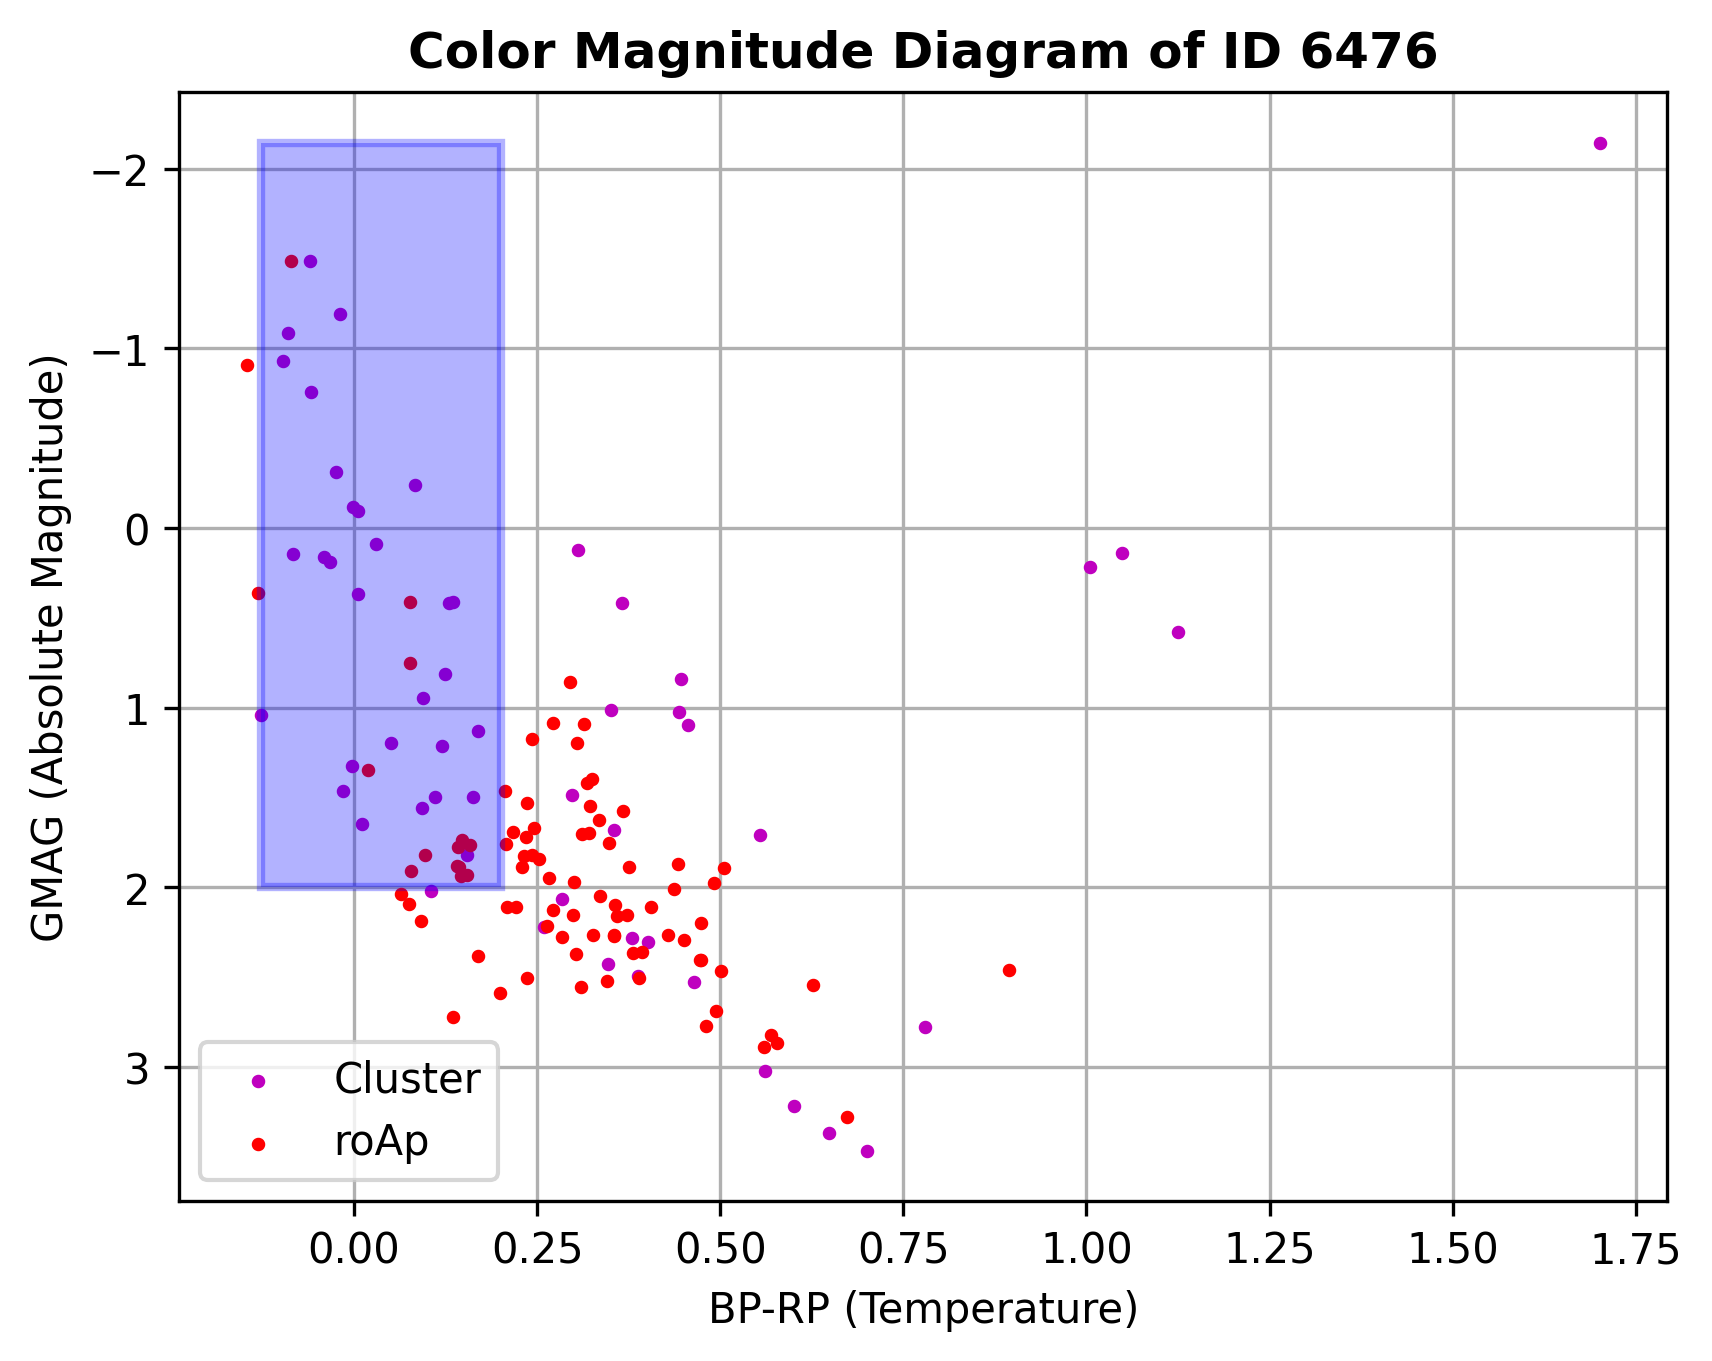 Color Magnitude Diagram of ID 6476
GMAG (Absolute Magnitude)
−2
−1
0
1
2
3
Cluster
roAp
0.00 0.25 0.50 0.75 1.00 1.25 1.50 1.75
BP-RP (Temperature)